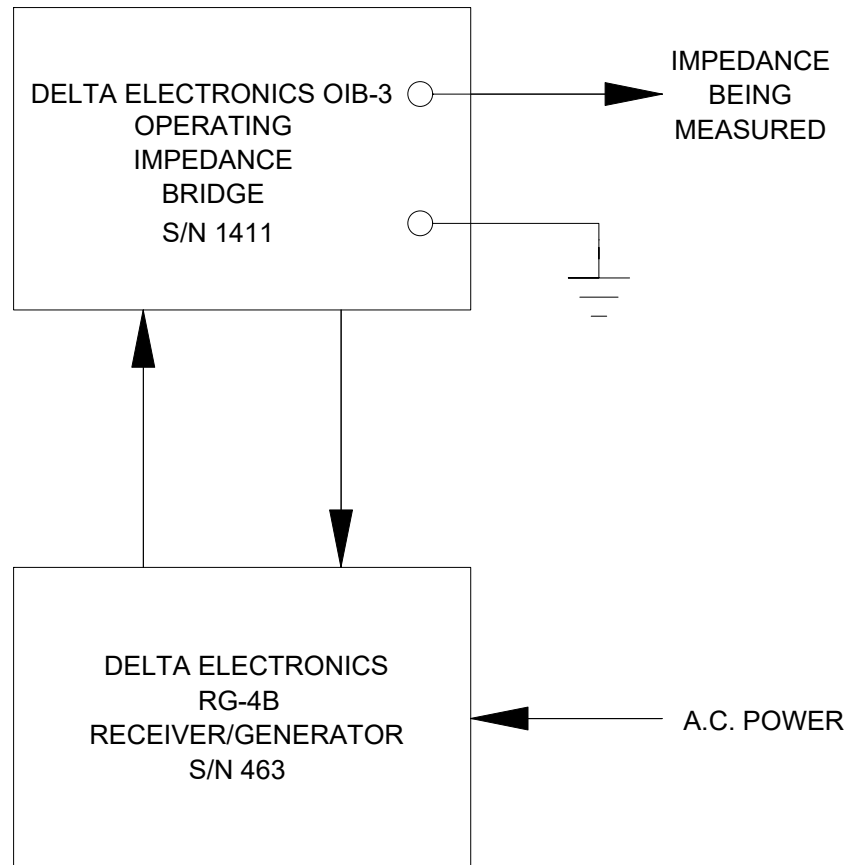 DELTA ELECTRONICS OIB-3
OPERATING
IMPEDANCE
BRIDGE
S/N 1411
IMPEDANCE
BEING
MEASURED
DELTA ELECTRONICS
RG-4B
RECEIVER/GENERATOR
S/N 463
A.C. POWER